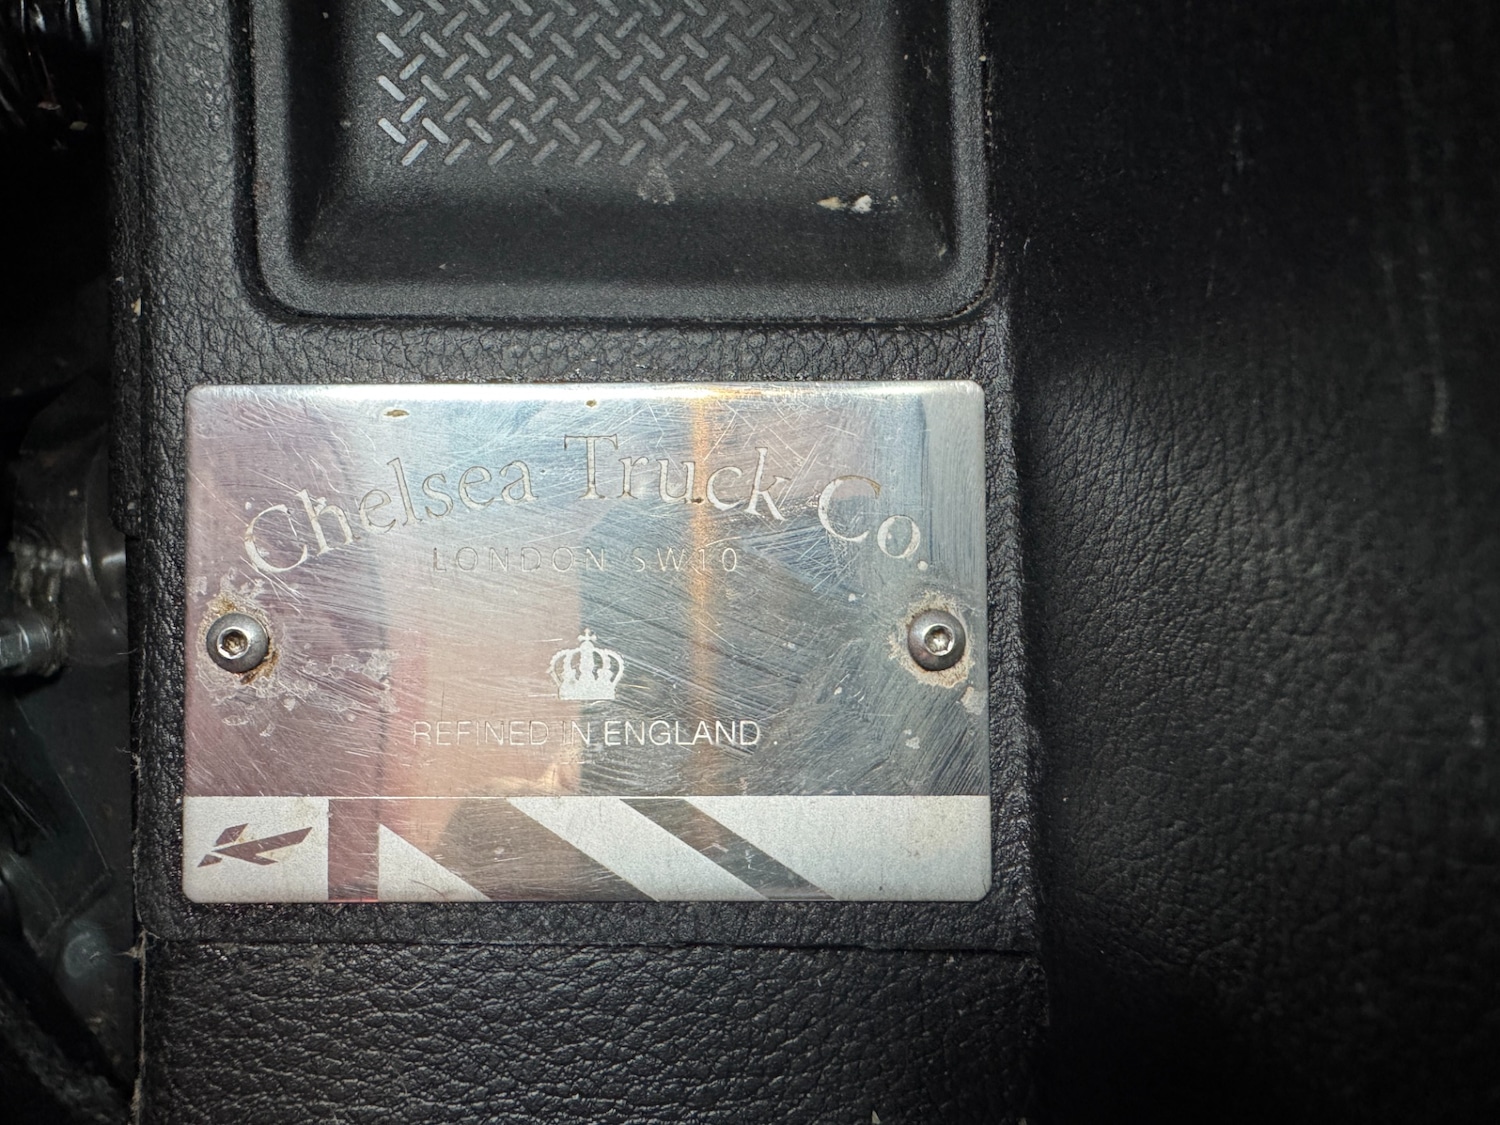 Chelsea Truck Co.
LONDON SW10
REFINED IN ENGLAND.